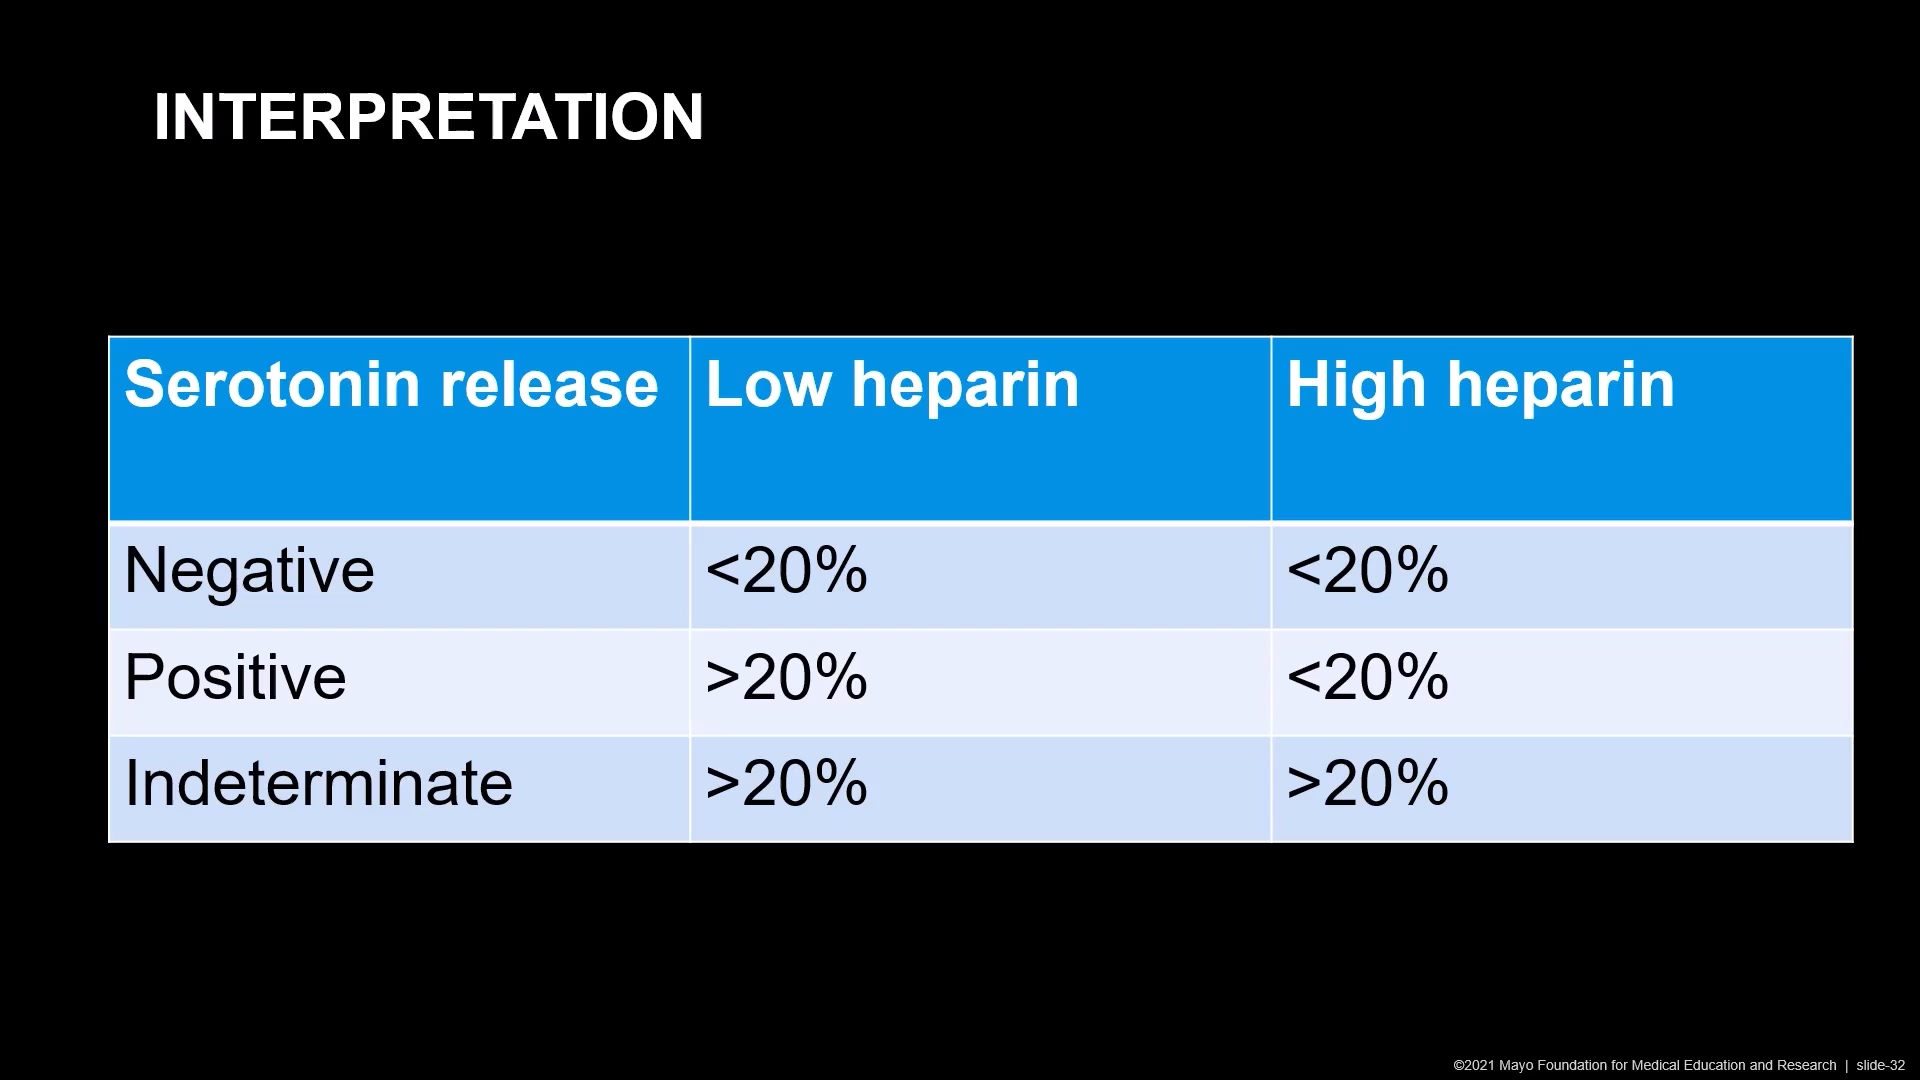 INTERPRETATION
Serotonin release Low heparin High heparin
Negative <20% <20%
Positive >20% <20%
Indeterminate >20% >20%
©2021 Mayo Foundation for Medical Education and Research | slide-32